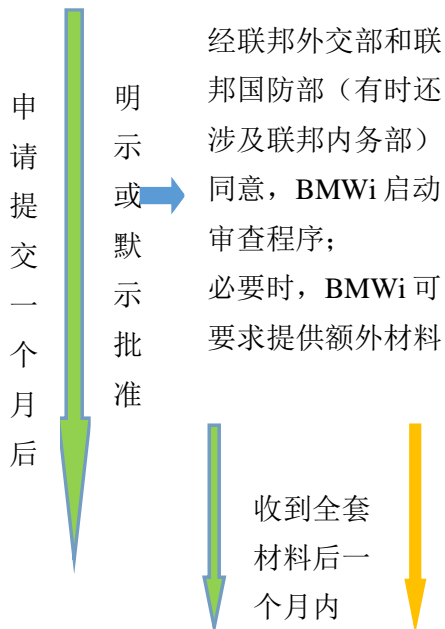 申请提交一个月后
明示或默示批准
经联邦外交部和联
邦国防部（有时还
涉及联邦内务部）
同意，BMWi 启动
审查程序；
必要时，BMWi 可
要求提供额外材料
收到全套
材料后一
个月内